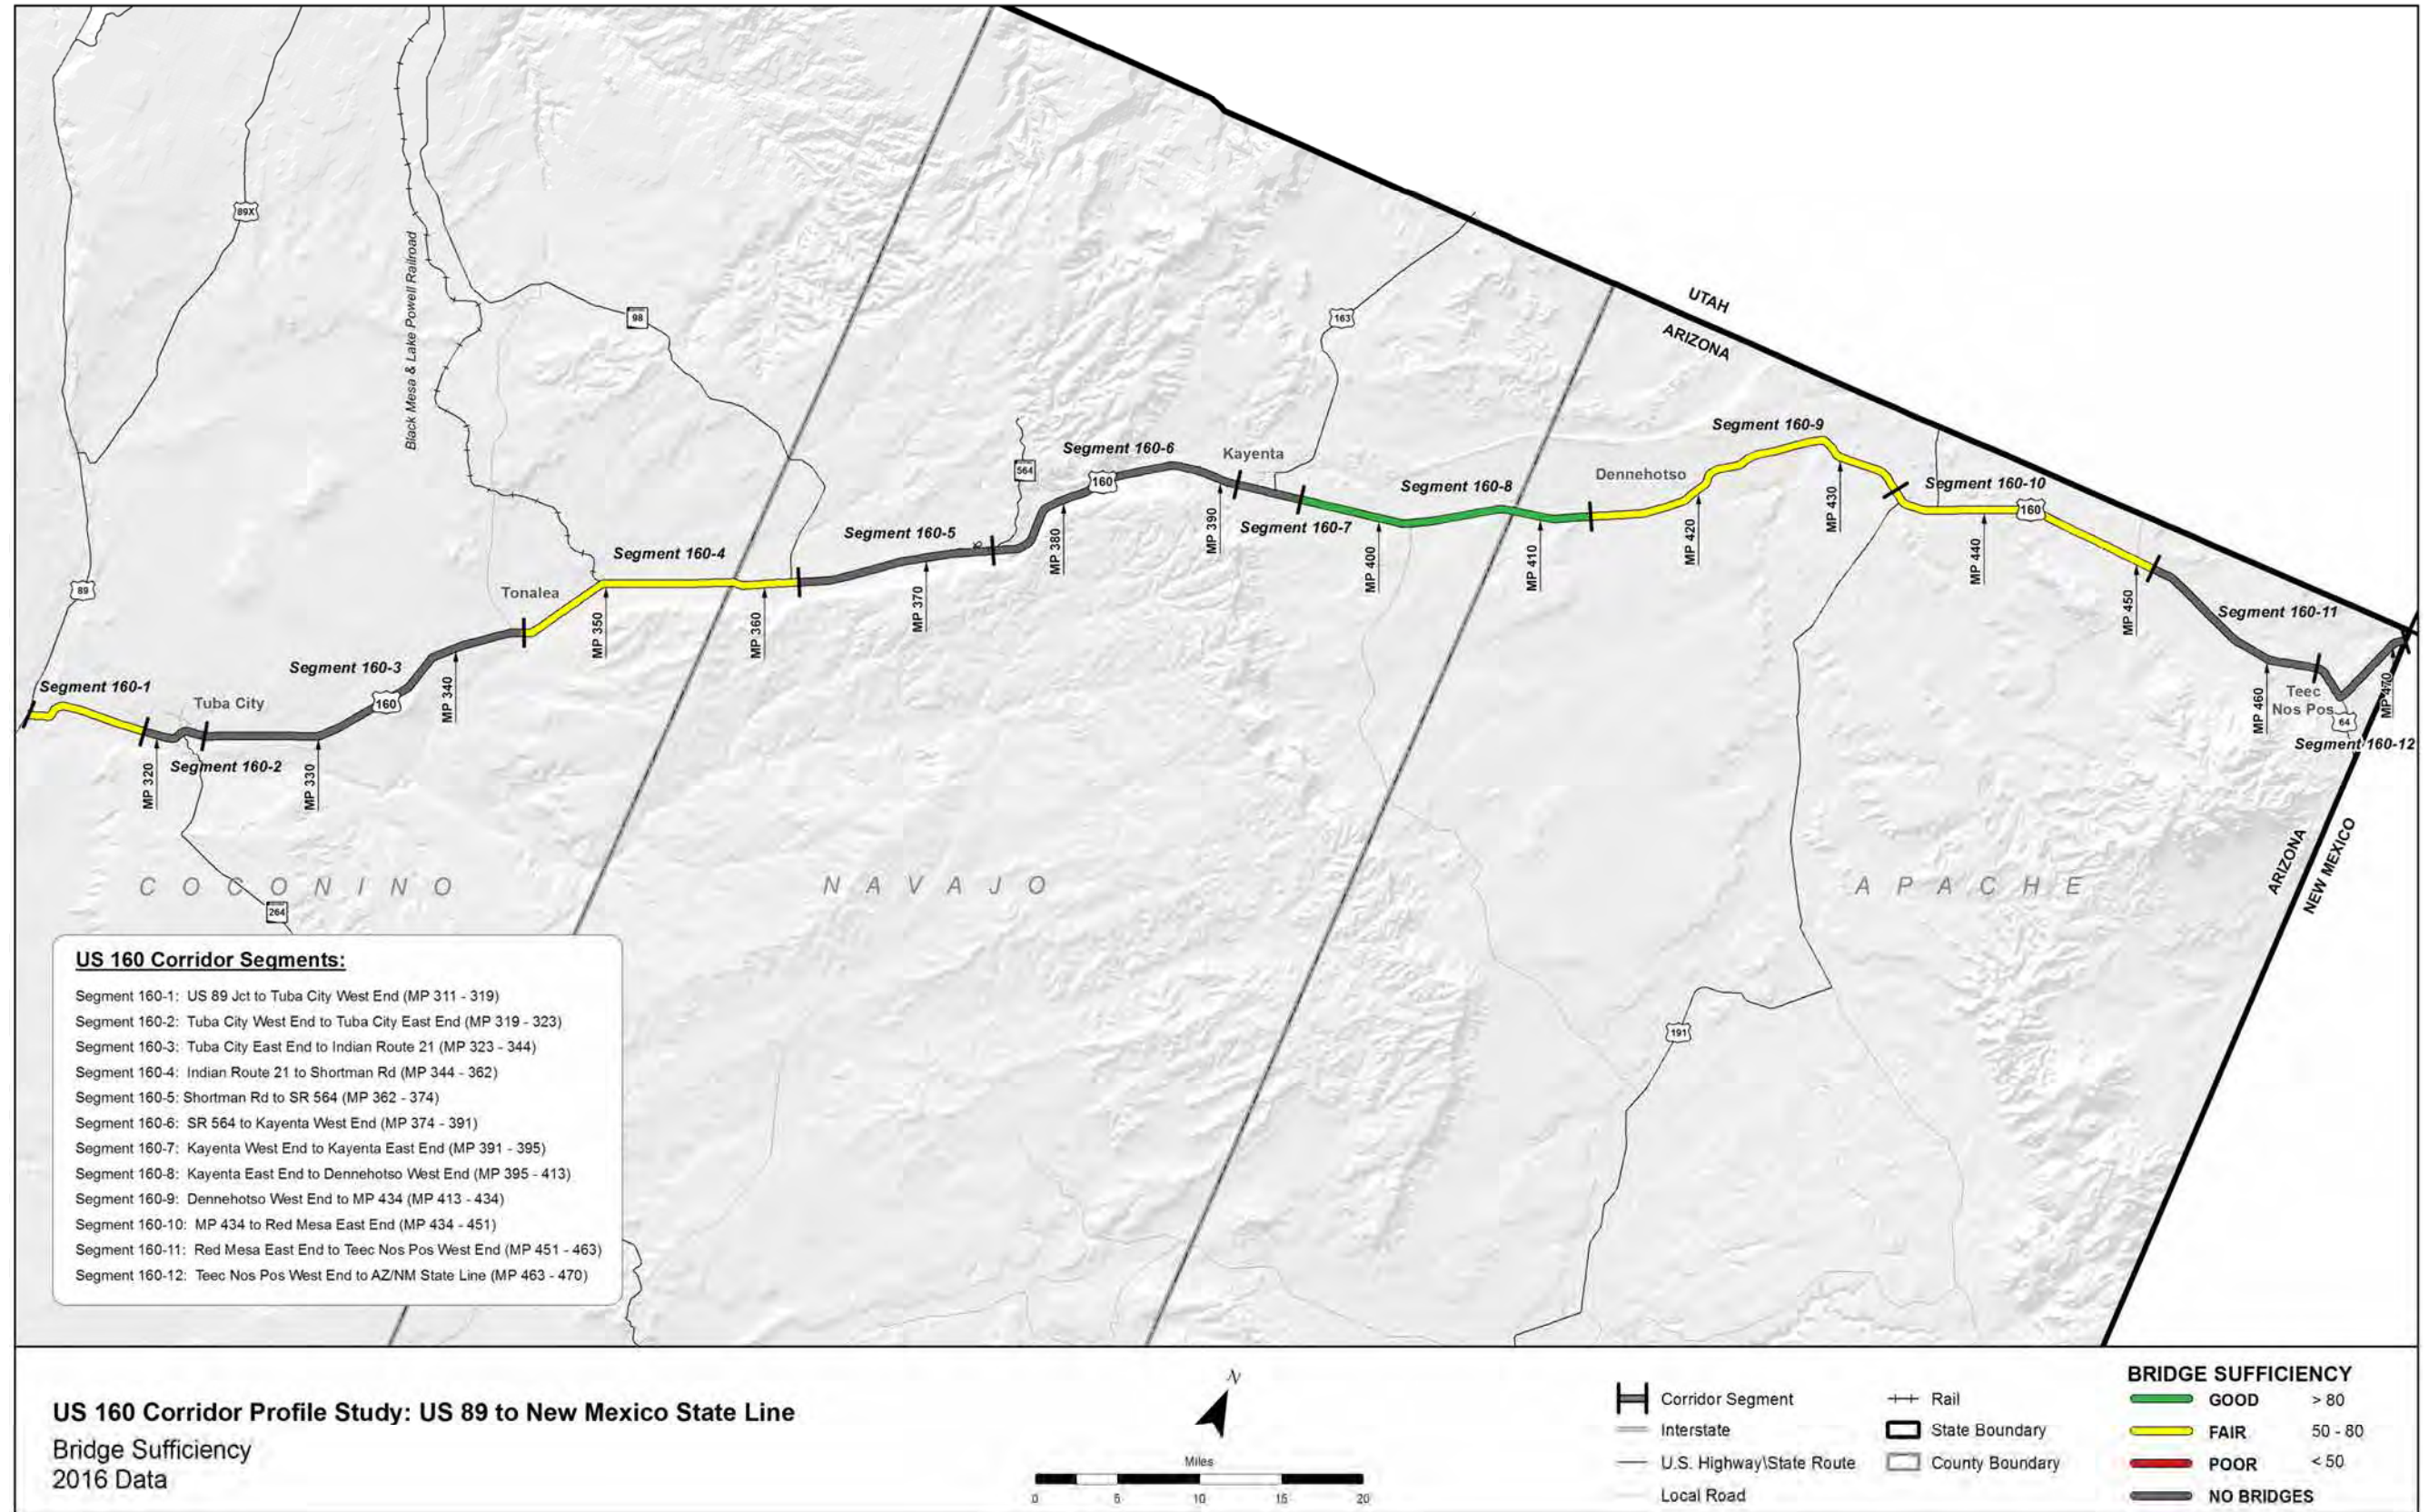 89X
Black Mesa & Lake Powell Railroad
98
163
UTAH
ARIZONA
Segment 160-9
Segment 160-6
Kayenta
564
160
Dennehotso
Segment 160-8
Segment 160-10
160
Segment 160-7
MP 390
MP 380
MP 400
MP 410
MP 420
MP 430
MP 440
Segment 160-5
Segment 160-4
MP 370
89
Tonalea
MP 350
MP 360
MP 450
Segment 160-11
Segment 160-3
Segment 160-1
Tuba City
160
MP 340
Teec
Nos Pos
64
MP 460
MP 470
Segment 160-12
Segment 160-2
MP 320
MP 330
COCONINO
NAVAJO
APACHE
ARIZONA
NEW MEXICO
264
191
US 160 Corridor Segments:
Segment 160-1: US 89 Jct to Tuba City West End (MP 311 - 319)
Segment 160-2: Tuba City West End to Tuba City East End (MP 319 - 323)
Segment 160-3: Tuba City East End to Indian Route 21 (MP 323 - 344)
Segment 160-4: Indian Route 21 to Shortman Rd (MP 344 - 362)
Segment 160-5: Shortman Rd to SR 564 (MP 362 - 374)
Segment 160-6: SR 564 to Kayenta West End (MP 374 - 391)
Segment 160-7: Kayenta West End to Kayenta East End (MP 391 - 395)
Segment 160-8: Kayenta East End to Dennehotso West End (MP 395 - 413)
Segment 160-9: Dennehotso West End to MP 434 (MP 413 - 434)
Segment 160-10: MP 434 to Red Mesa East End (MP 434 - 451)
Segment 160-11: Red Mesa East End to Teec Nos Pos West End (MP 451 - 463)
Segment 160-12: Teec Nos Pos West End to AZ/NM State Line (MP 463 - 470)
US 160 Corridor Profile Study: US 89 to New Mexico State Line
Bridge Sufficiency
2016 Data
N
Miles
0 5 10 15 20
Corridor Segment
Interstate
U.S. Highway\State Route
Local Road
Rail
State Boundary
County Boundary
BRIDGE SUFFICIENCY
GOOD > 80
FAIR 50 - 80
POOR < 50
NO BRIDGES